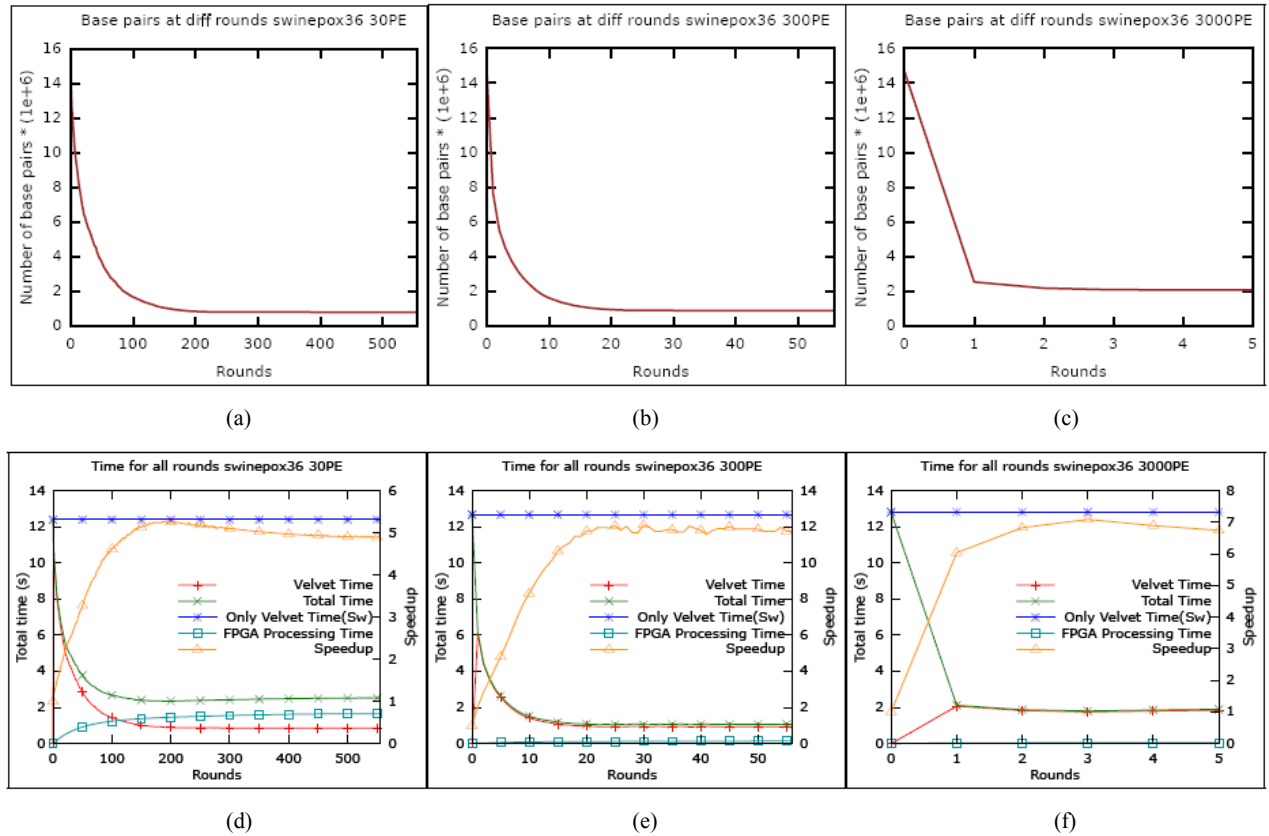 Base pairs at diff rounds swinepox36 30PE
Number of base pairs * (1e+6)
16
14
12
10
8
6
4
2
0
0 100 200 300 400 500
Rounds
(a)
Base pairs at diff rounds swinepox36 300PE
Number of base pairs * (1e+6)
16
14
12
10
8
6
4
2
0
0 10 20 30 40 50
Rounds
(b)
Base pairs at diff rounds swinepox36 3000PE
Number of base pairs * (1e+6)
16
14
12
10
8
6
4
2
0
0 1 2 3 4 5
Rounds
(c)
Time for all rounds swinepox36 30PE
Total time (s)
14
12
10
8
6
4
2
0
Velvet Time
Total Time
Only Velvet Time(Sw)
FPGA Processing Time
Speedup
6
5
4
3
2
1
0
Speedup
0 100 200 300 400 500
Rounds
(d)
Time for all rounds swinepox36 300PE
Total time (s)
14
12
10
8
6
4
2
0
Velvet Time
Total Time
Only Velvet Time(Sw)
FPGA Processing Time
Speedup
14
12
10
8
6
4
2
0
Speedup
0 10 20 30 40 50
Rounds
(e)
Time for all rounds swinepox36 3000PE
Total time (s)
14
12
10
8
6
4
2
0
Velvet Time
Total Time
Only Velvet Time(Sw)
FPGA Processing Time
Speedup
8
7
6
5
4
3
2
1
0
Speedup
0 1 2 3 4 5
Rounds
(f)